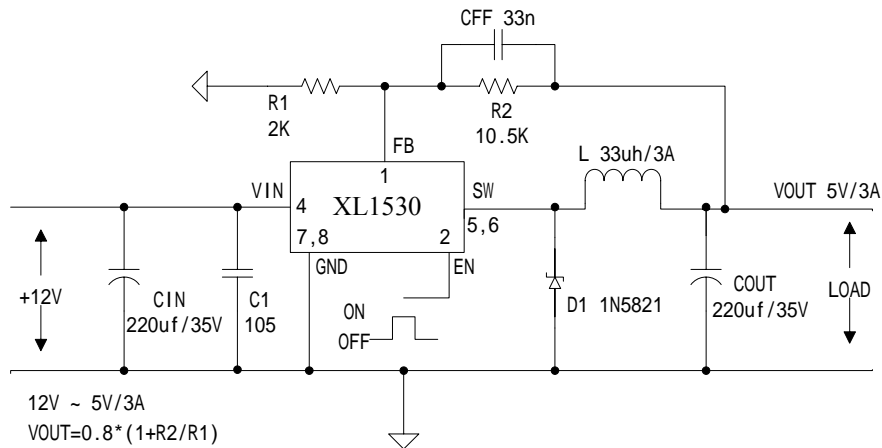 CFF 33n
R1
2K
R2
10.5K
FB
1
L 33uh/3A
VIN
SW
VOUT 5V/3A
4
XL1530
5,6
7,8
2
GND
EN
+12V
CIN
220uf/35V
C1
105
ON
OFF
D1 1N5821
COUT
220uf/35V
LOAD
12V ~ 5V/3A
VOUT=0.8*(1+R2/R1)